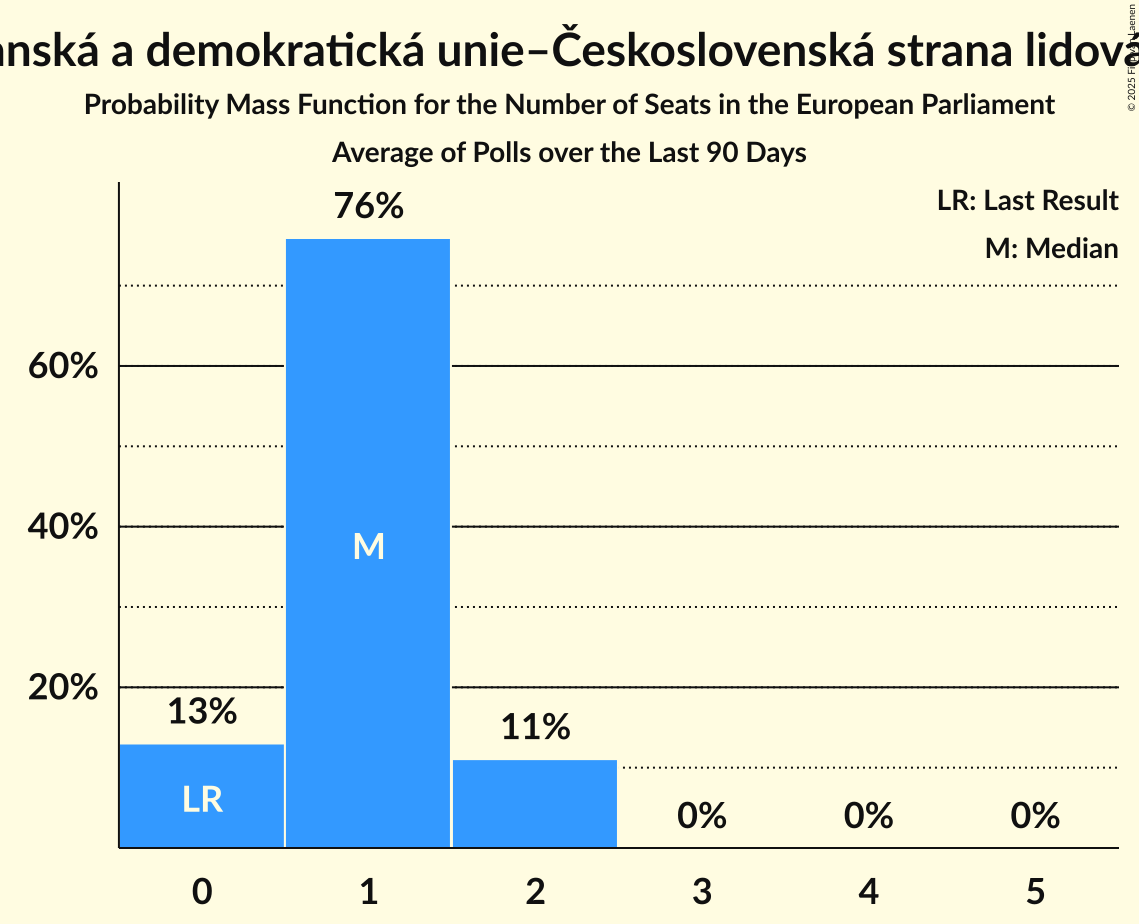 anská a demokratická unie–Československá strana lidová
Probability Mass Function for the Number of Seats in the European Parliament
Average of Polls over the Last 90 Days
© 2025 Filip van Laenen
LR: Last Result
M: Median
76%
60%
40%
M
20%
13%
11%
LR
0% 0% 0%
0 1 2 3 4 5